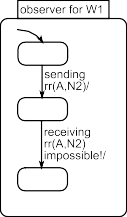 observer for W1
sending
rr(A,N2)/
receiving
rr(A,N2)
impossible!/